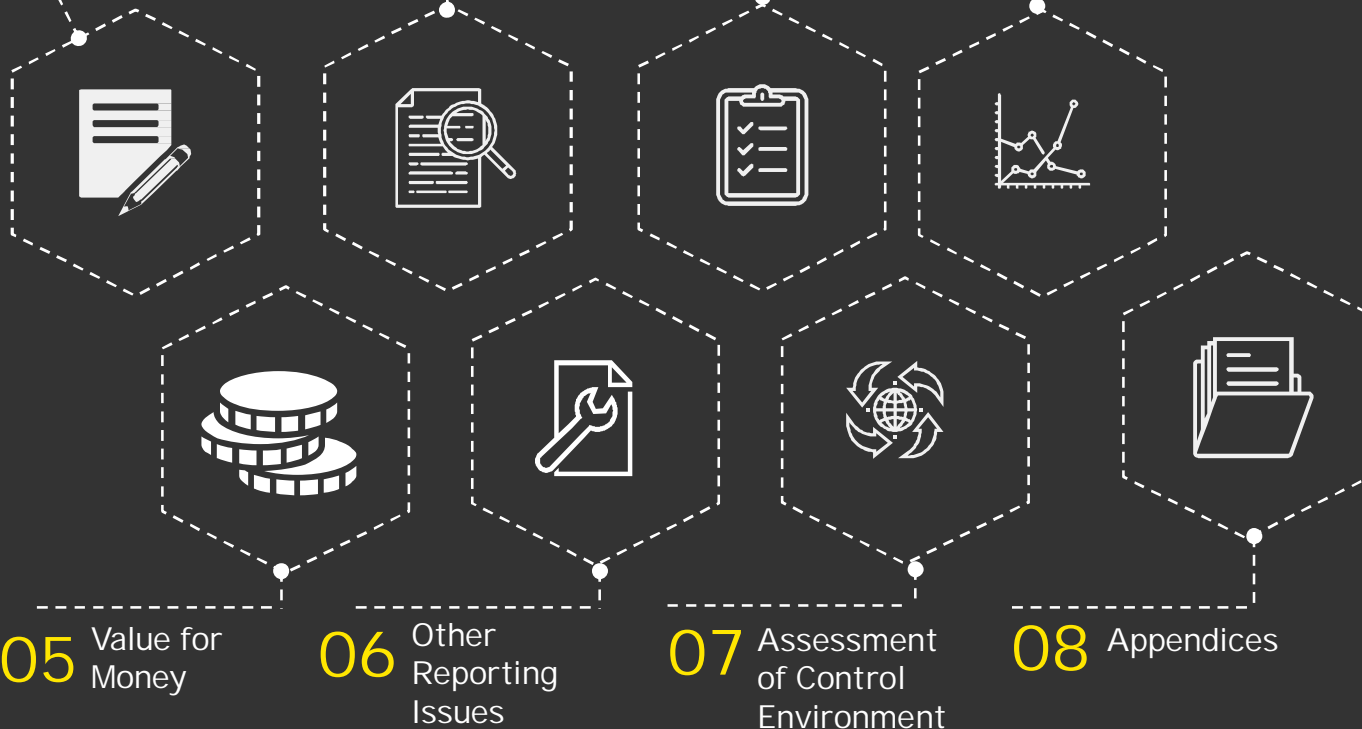 05 Value for
Money
06 Other
Reporting
Issues
07 Assessment
of Control
Environment
08 Appendices